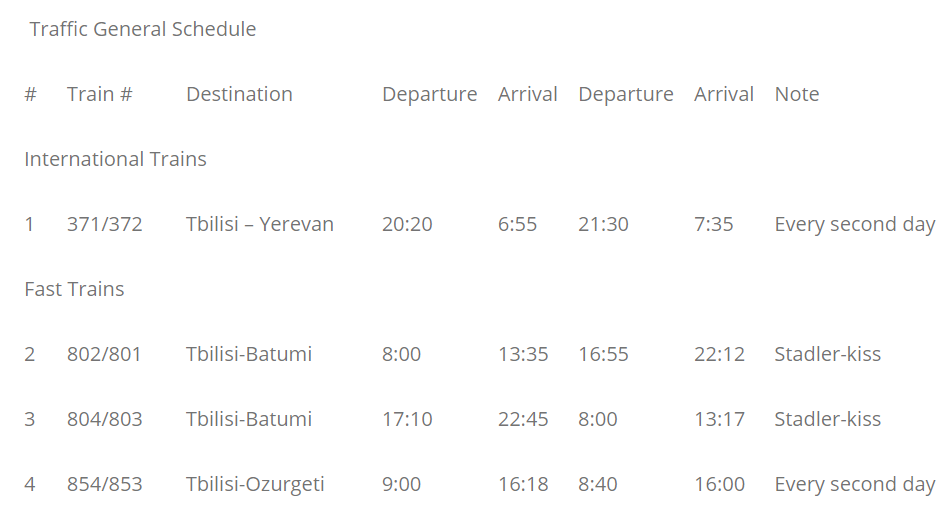 Traffic General Schedule
# Train # Destination Departure Arrival Departure Arrival Note
International Trains
1 371/372 Tbilisi – Yerevan 20:20 6:55 21:30 7:35 Every second day
Fast Trains
2 802/801 Tbilisi-Batumi 8:00 13:35 16:55 22:12 Stadler-kiss
3 804/803 Tbilisi-Batumi 17:10 22:45 8:00 13:17 Stadler-kiss
4 854/853 Tbilisi-Ozurgeti 9:00 16:18 8:40 16:00 Every second day